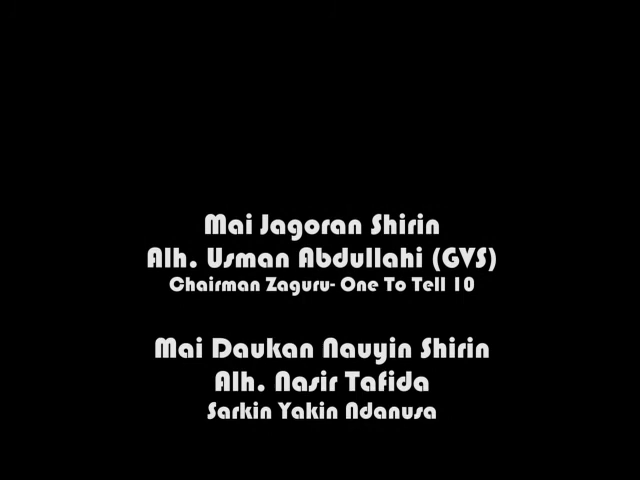 Mai Jagoran Shirin
Alh. Usman Abdullahi (GVS)
Chairman Zaguru- One To Tell 10
Mai Daukan Nauyin Shirin
Alh. Nasir Tafida
Sarkin Yakin Ndanusa